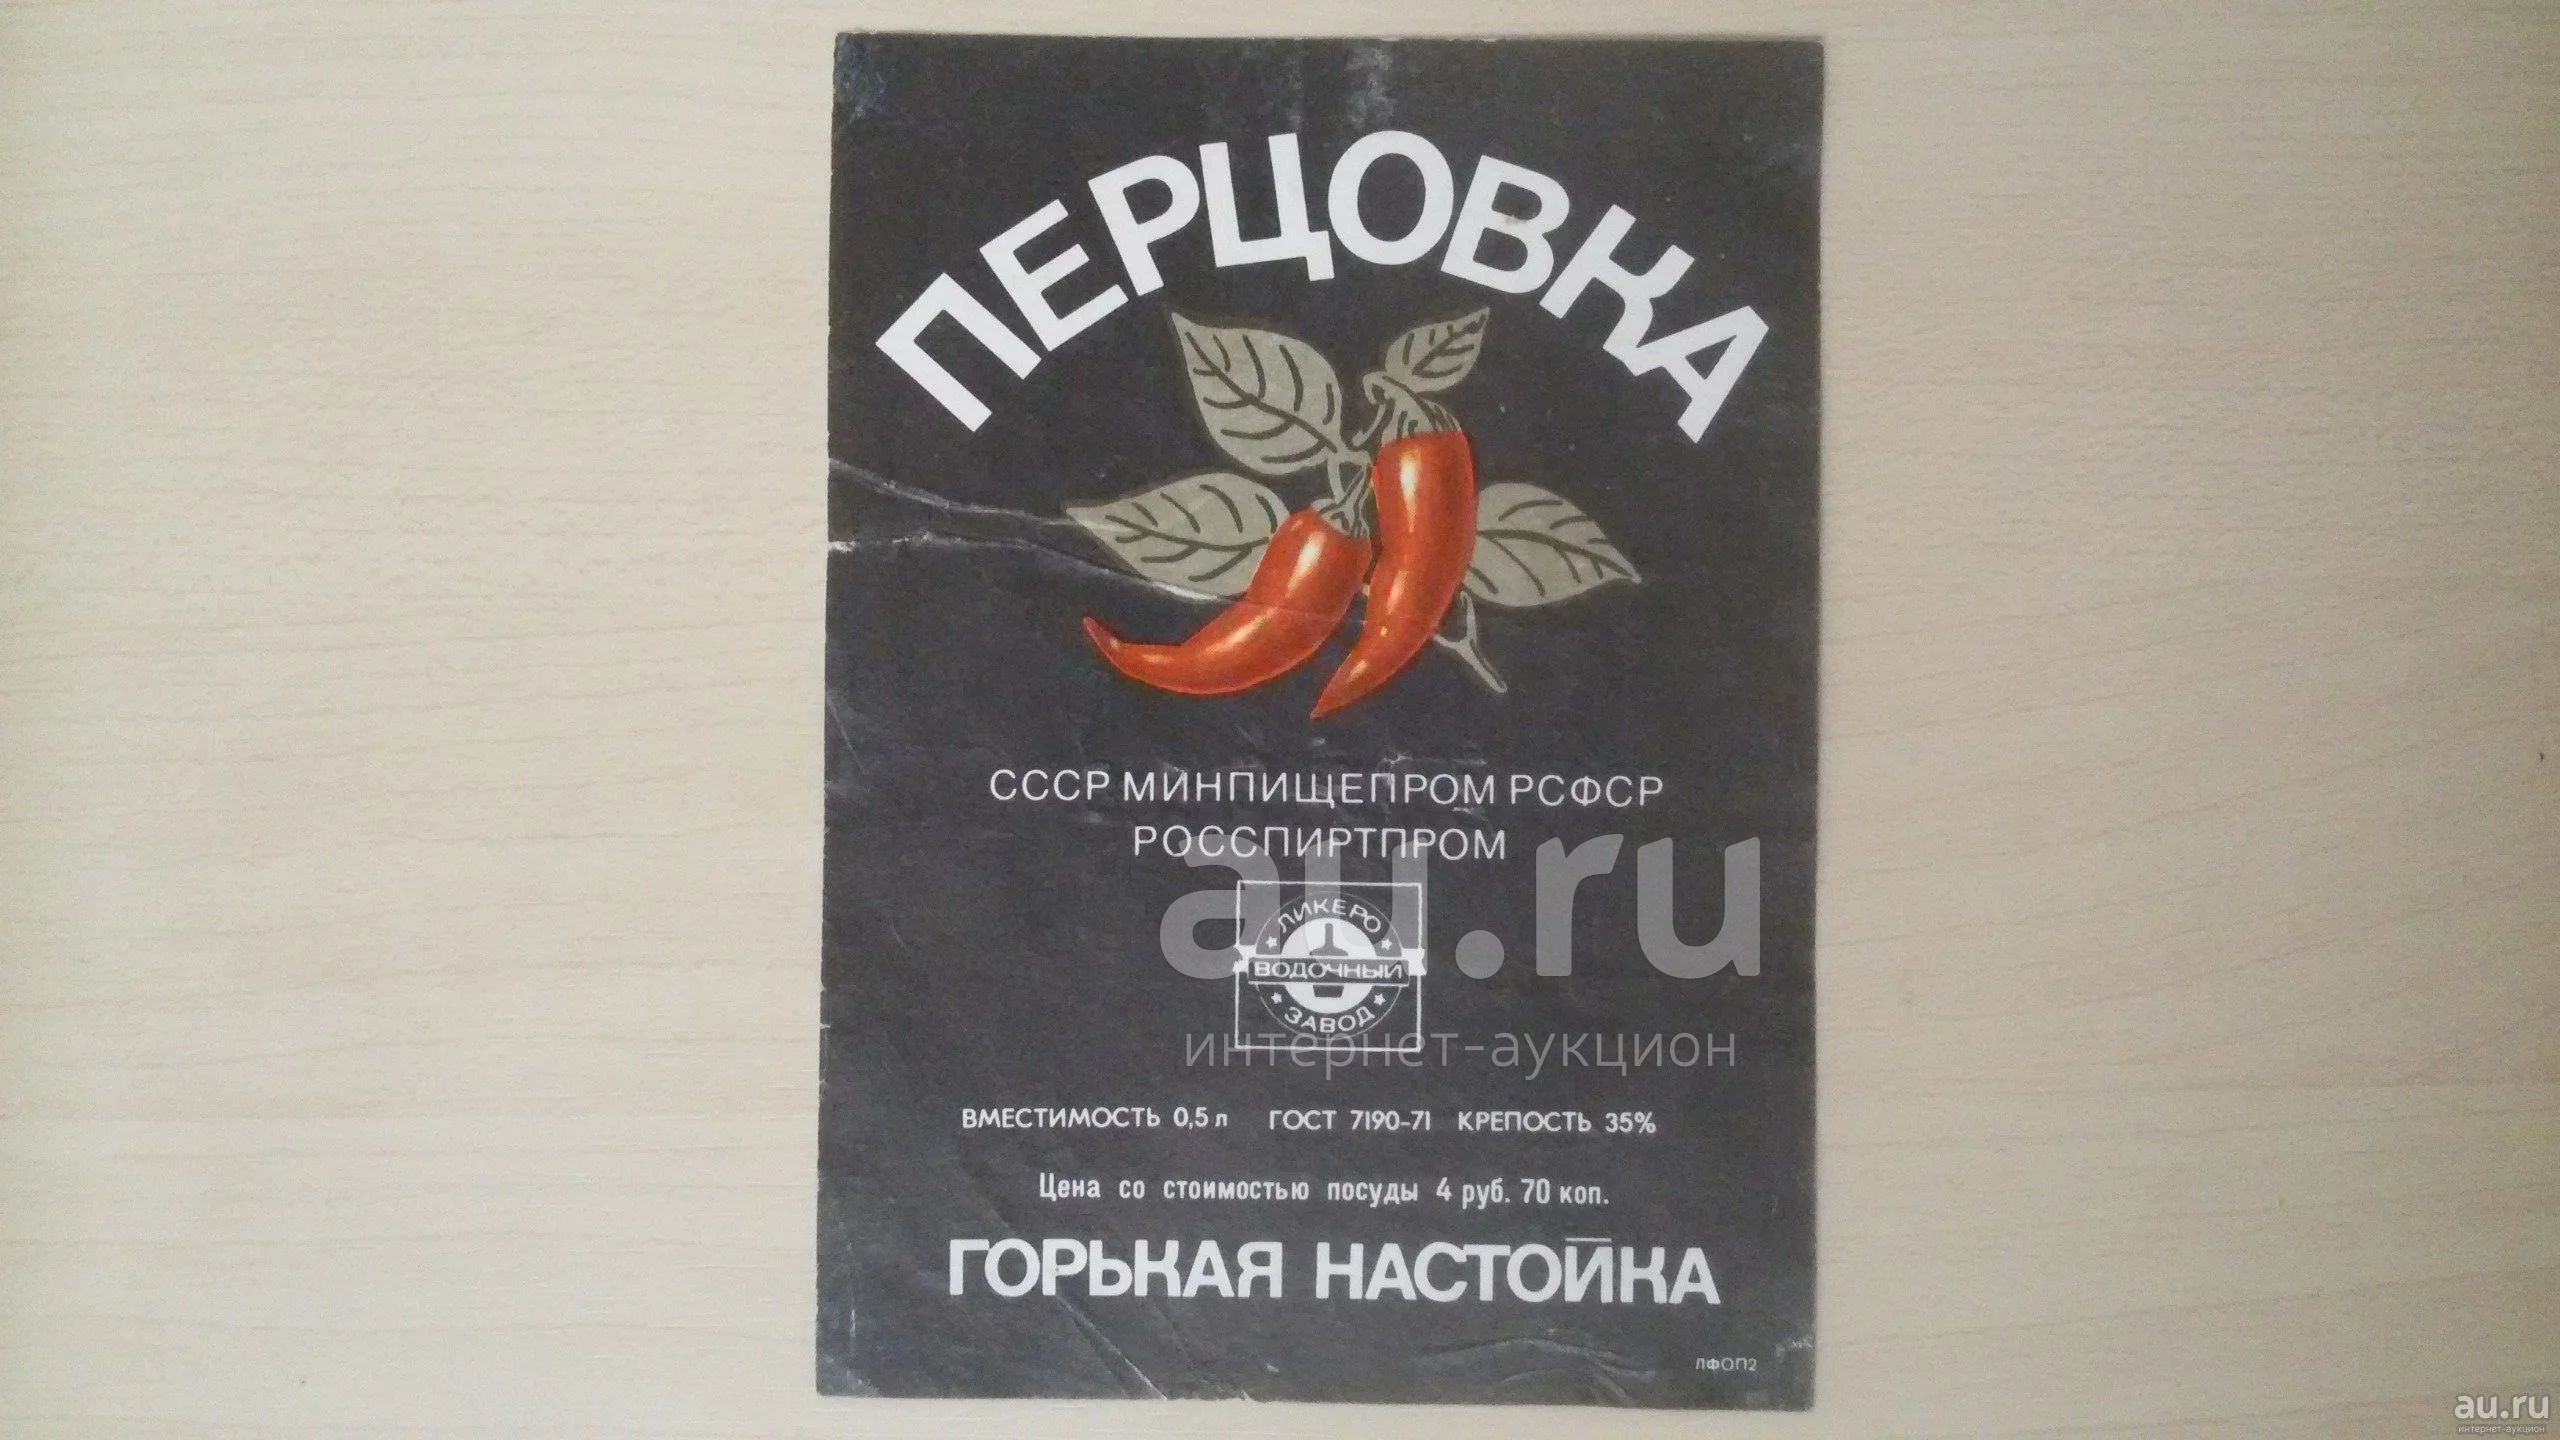 ПЕРЦОВКА
СССР МИНПИЩЕПРОМ РСФСР
РОССПИРТПРОМ
au.ru
ЛИКЕРО
ВОДОЧНЫЙ
ЗАВОД
интернет-аукцион
ВМЕСТИМОСТЬ 0,5 л ГОСТ 7190-71 КРЕПОСТЬ 35%
Цена со стоимостью посуды 4 руб. 70 коп.
ГОРЬКАЯ НАСТОЙКА
ЛФОП2
au.ru
интернет-аукцион